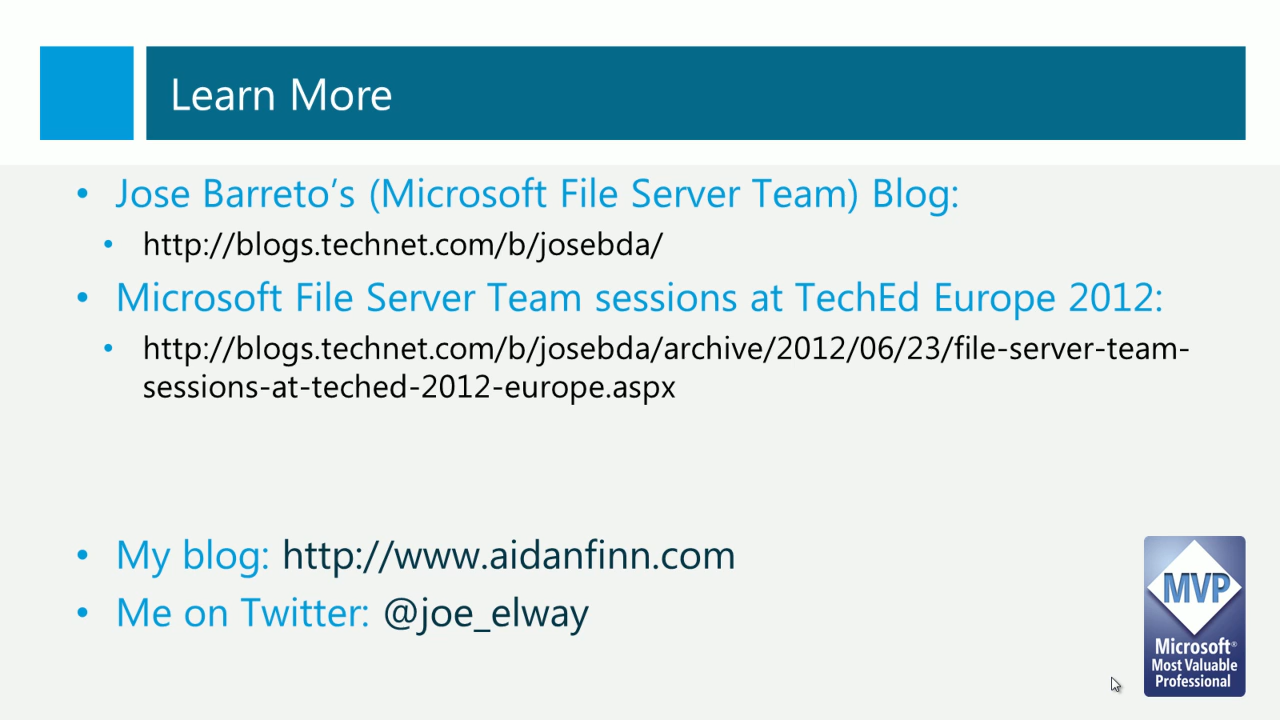 Learn More
• Jose Barreto’s (Microsoft File Server Team) Blog:
• http://blogs.technet.com/b/josebda/
• Microsoft File Server Team sessions at TechEd Europe 2012:
• http://blogs.technet.com/b/josebda/archive/2012/06/23/file-server-team-
sessions-at-teched-2012-europe.aspx
• My blog: http://www.aidanfinn.com
• Me on Twitter: @joe_elway
MVP
Microsoft®
Most Valuable
Professional